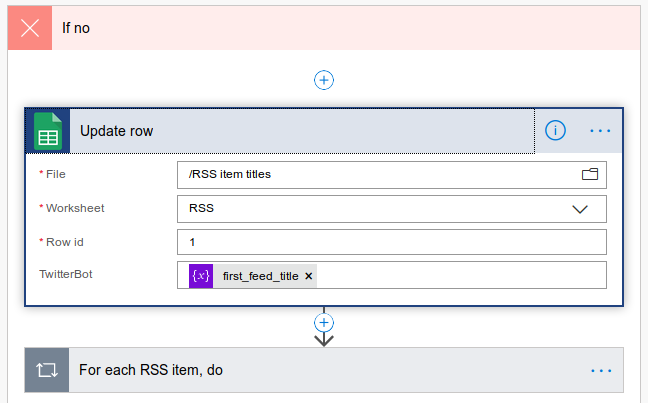 If no
Update row
* File
/RSS item titles
* Worksheet
RSS
* Row id
1
TwitterBot
{x} first_feed_title ×
For each RSS item, do